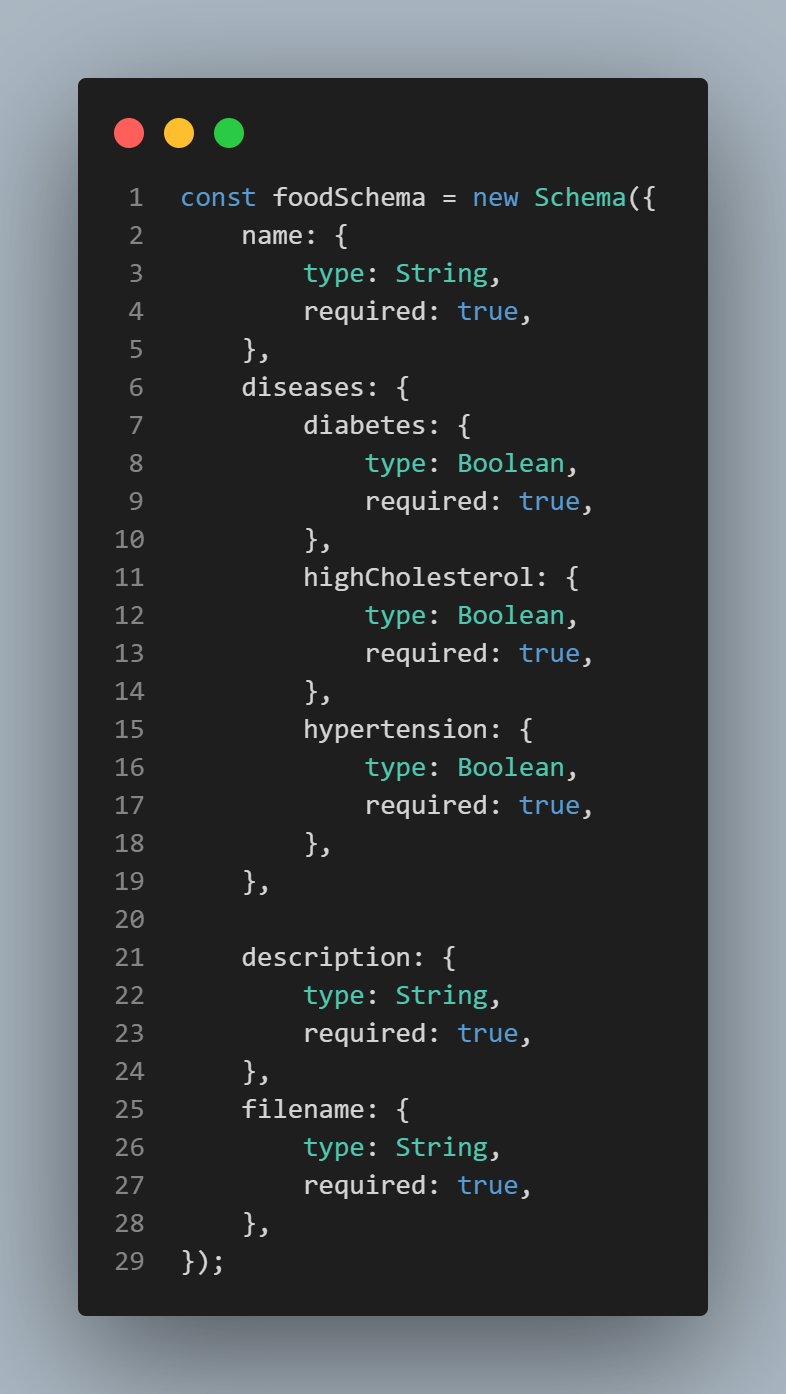 1 const foodSchema = new Schema({
2     name: {
3         type: String,
4         required: true,
5     },
6     diseases: {
7         diabetes: {
8             type: Boolean,
9             required: true,
10         },
11         highCholesterol: {
12             type: Boolean,
13             required: true,
14         },
15         hypertension: {
16             type: Boolean,
17             required: true,
18         },
19     },
20
21     description: {
22         type: String,
23         required: true,
24     },
25     filename: {
26         type: String,
27         required: true,
28     },
29 });